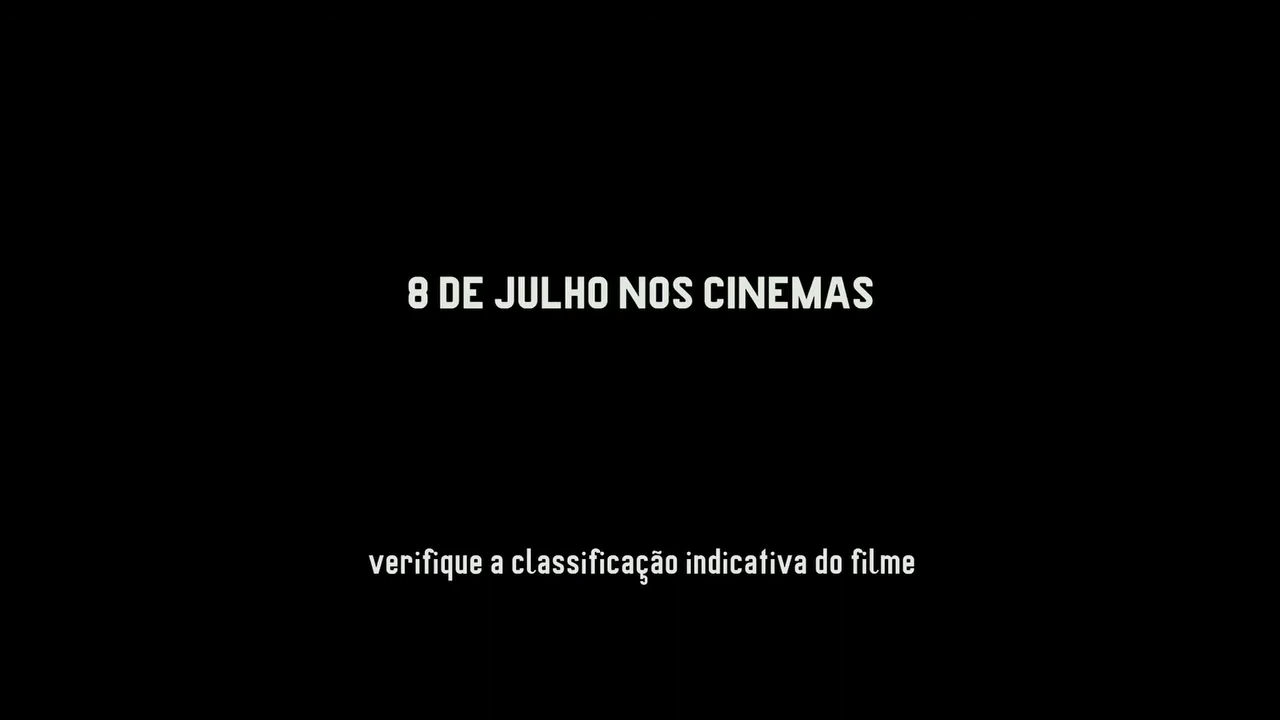 8 DE JULHO NOS CINEMAS
verifique a classificação indicativa do filme